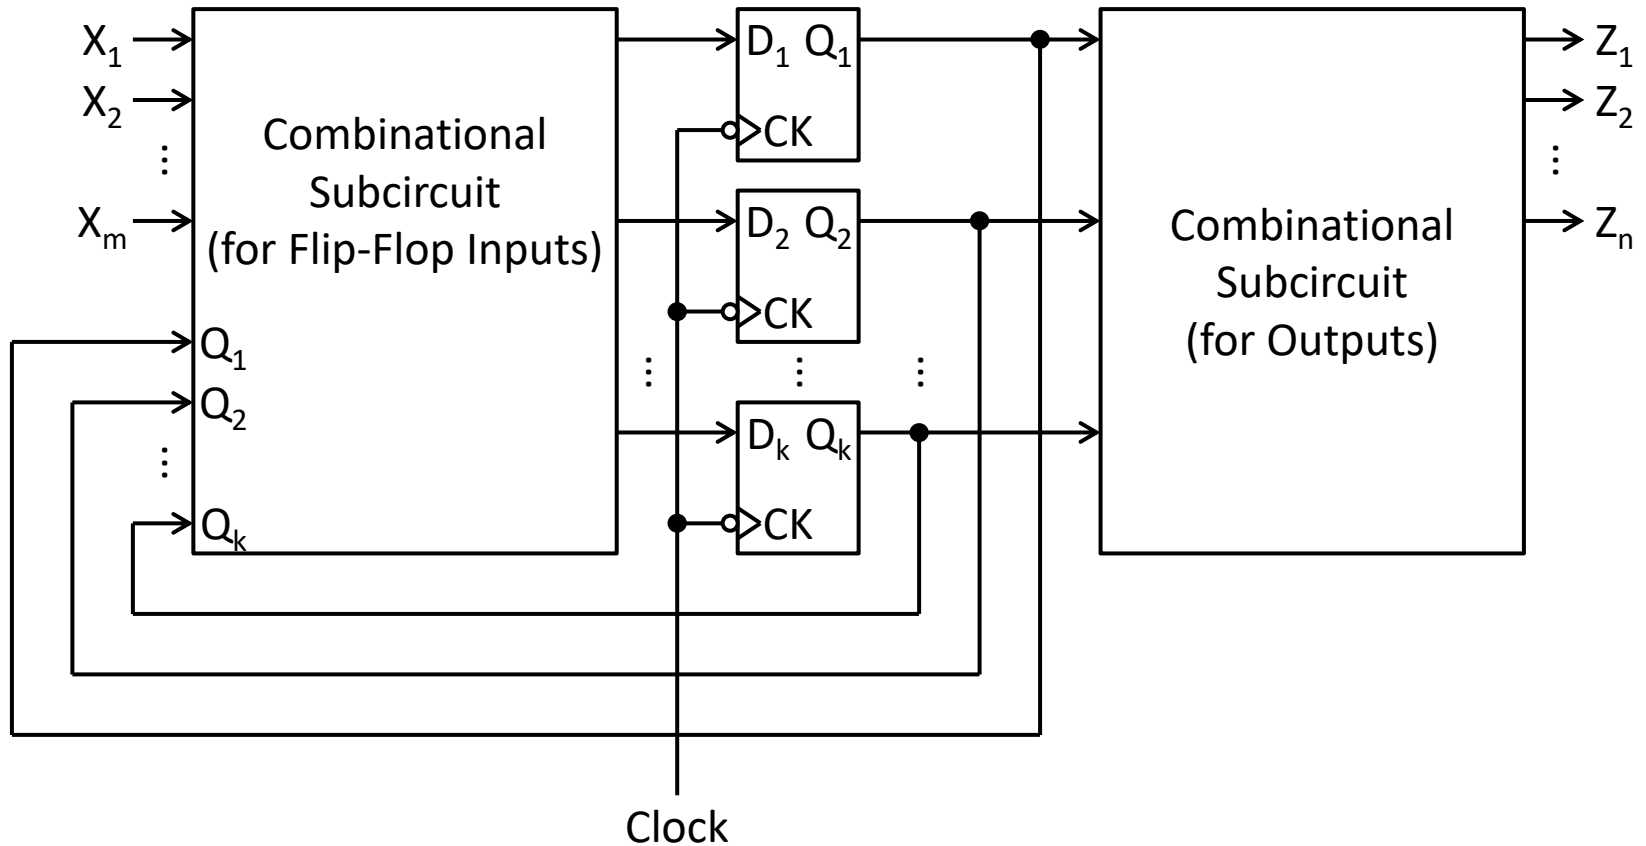 X₁
X₂
⋮
Xₘ
Combinational
Subcircuit
(for Flip-Flop Inputs)
Q₁
Q₂
⋮
Qₖ
D₁ Q₁
CK
D₂ Q₂
CK
⋮ ⋮ ⋮
Dₖ Qₖ
CK
Combinational
Subcircuit
(for Outputs)
Z₁
Z₂
⋮
Zₙ
Clock